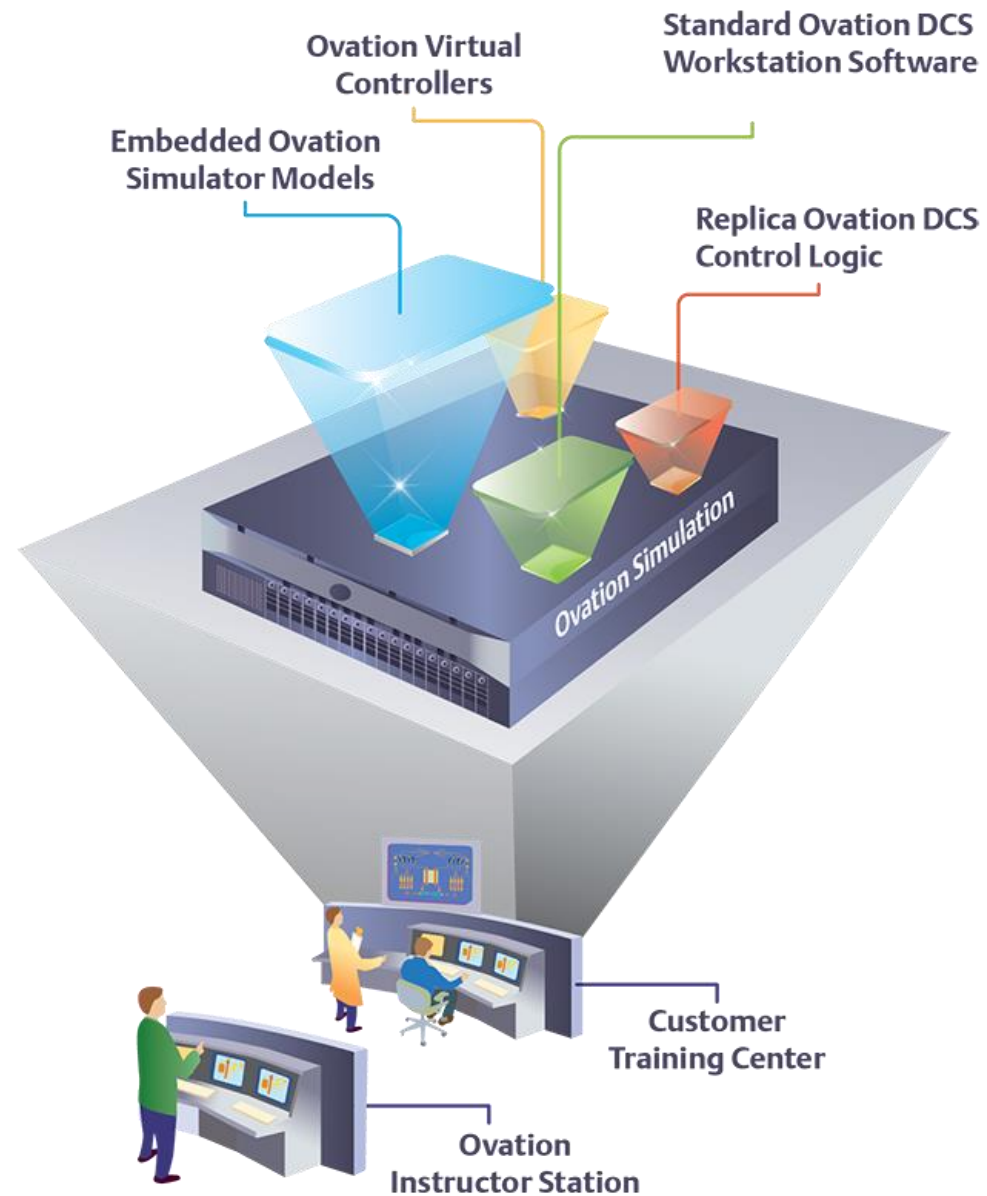 Standard Ovation DCS
Workstation Software
Ovation Virtual
Controllers
Embedded Ovation
Simulator Models
Replica Ovation DCS
Control Logic
Ovation Simulation
Customer
Training Center
Ovation
Instructor Station